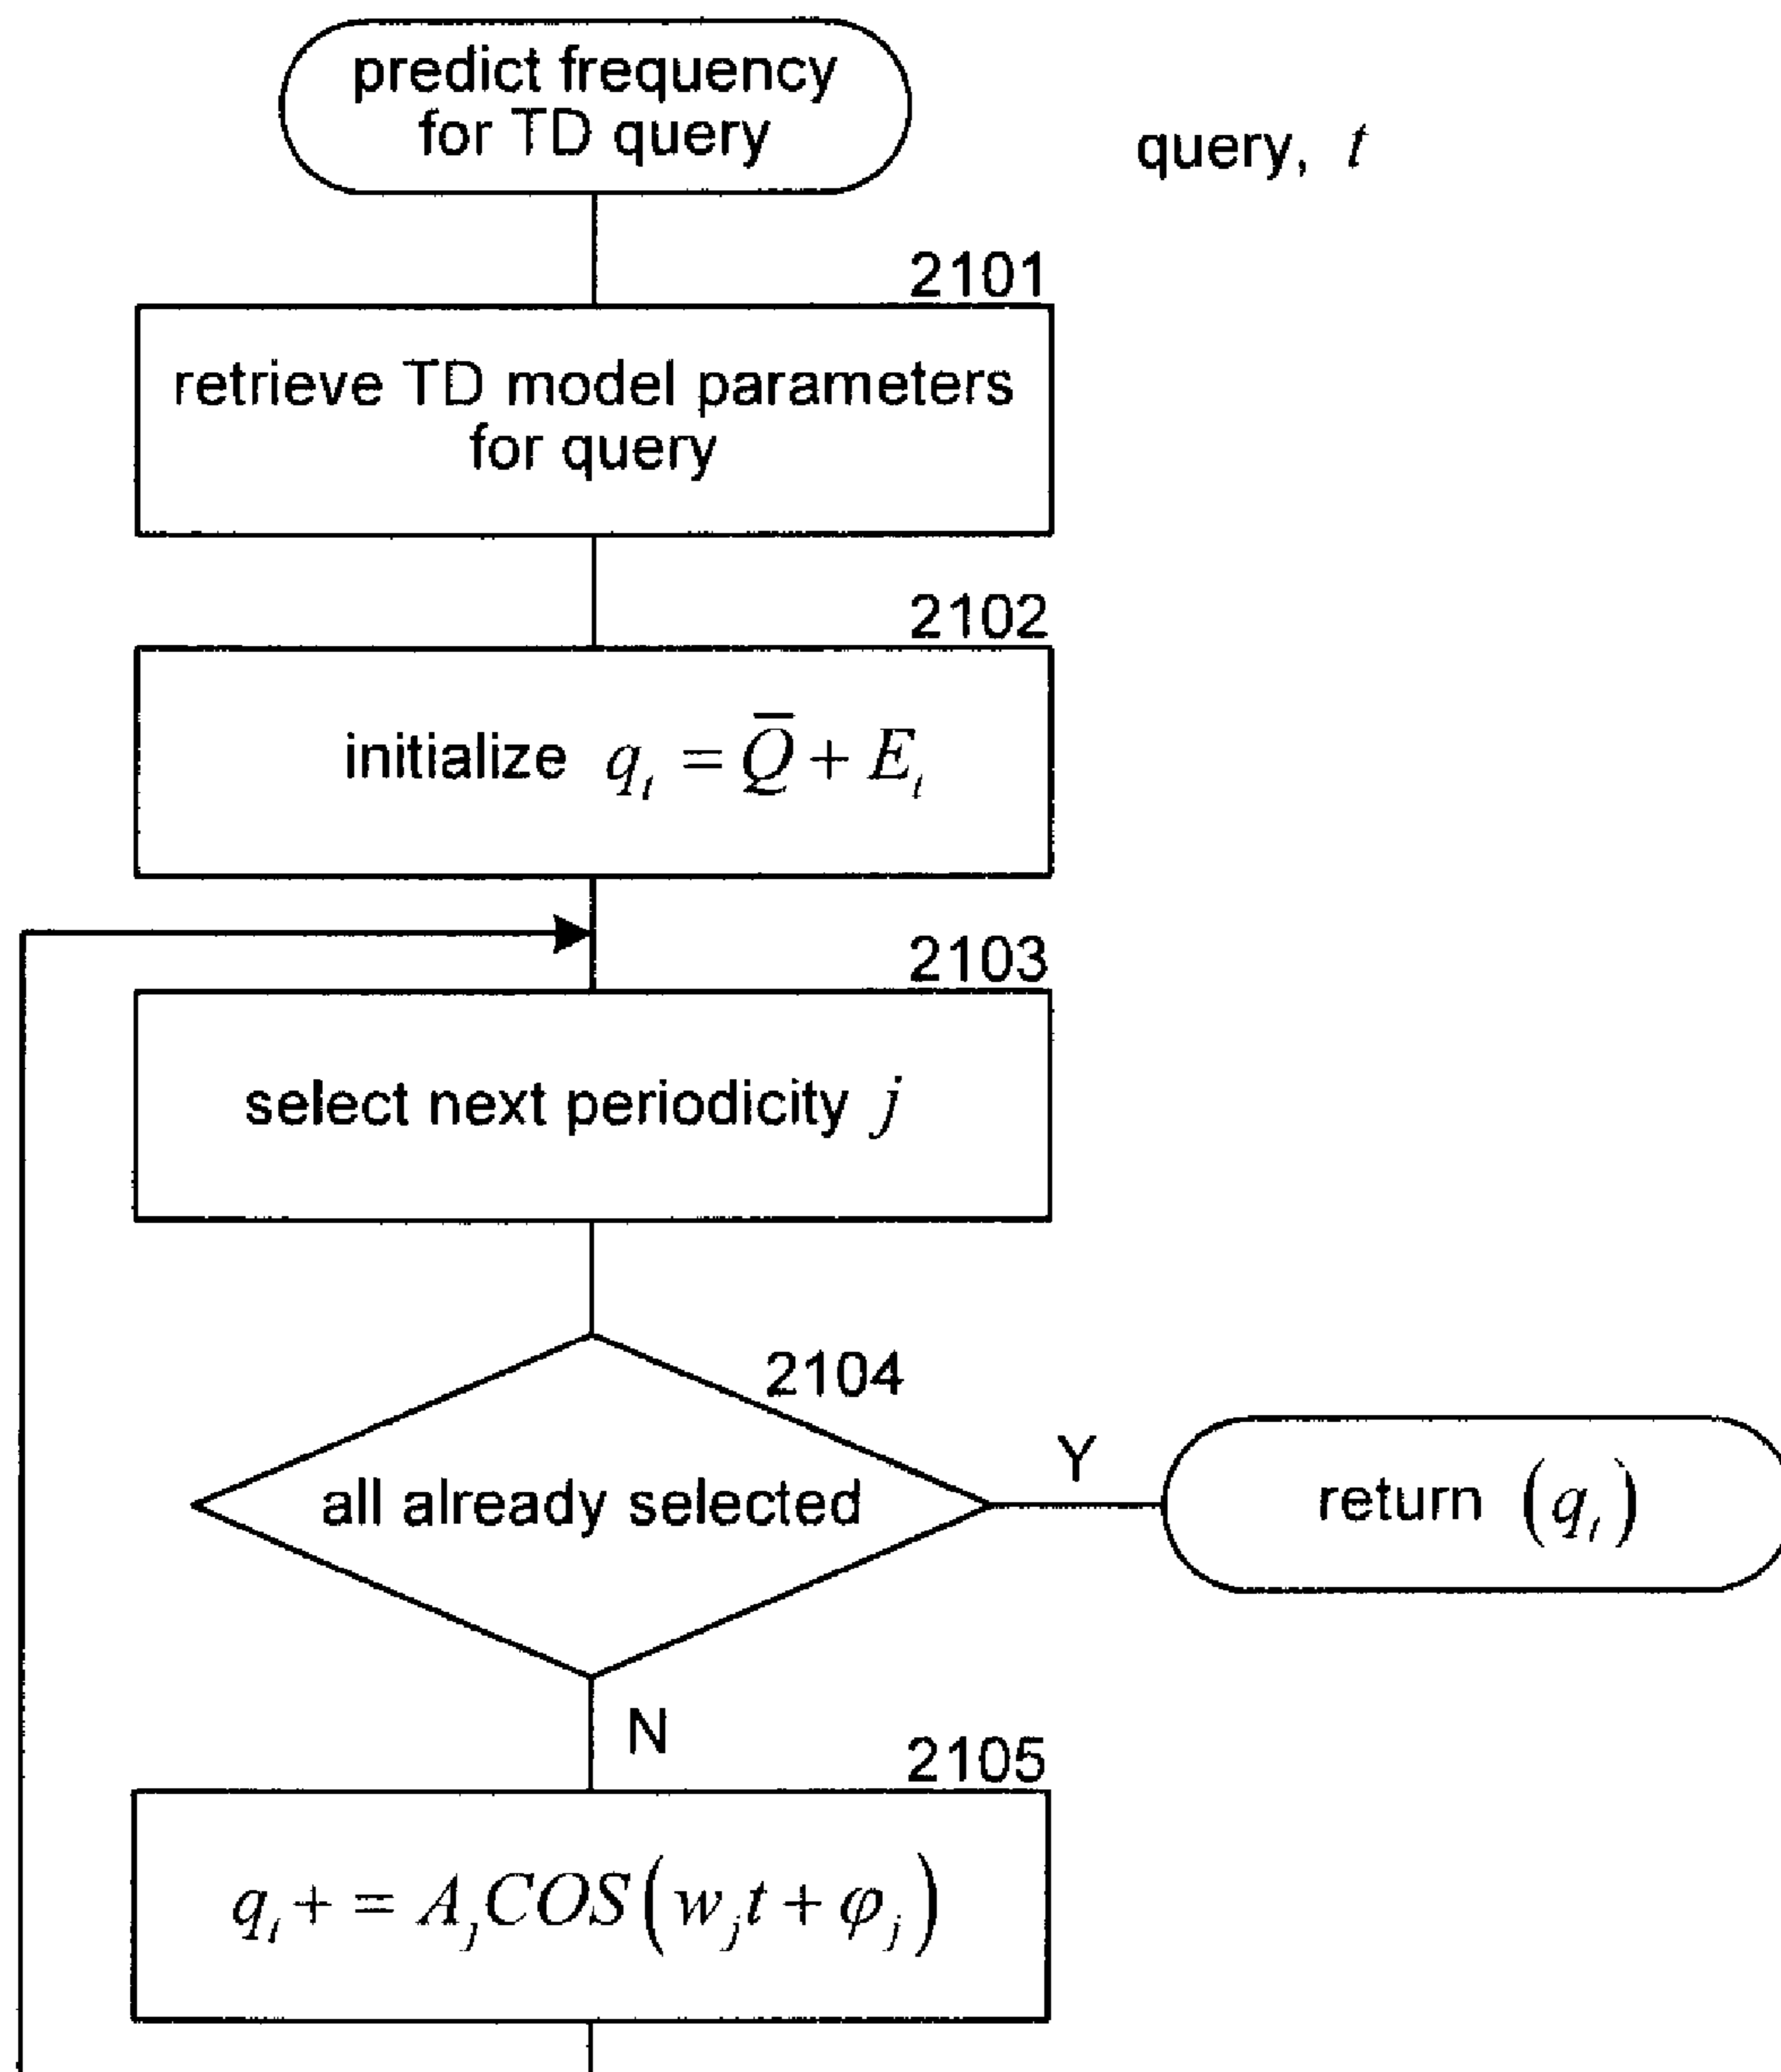 predict frequency
for TD query
query, t
2101
retrieve TD model parameters
for query
2102
initialize q_t = Q̅ + E_t
2103
select next periodicity j
2104
all already selected
Y
return (q_t)
N
2105
q_t + = A_j COS(w_j t + φ_j)